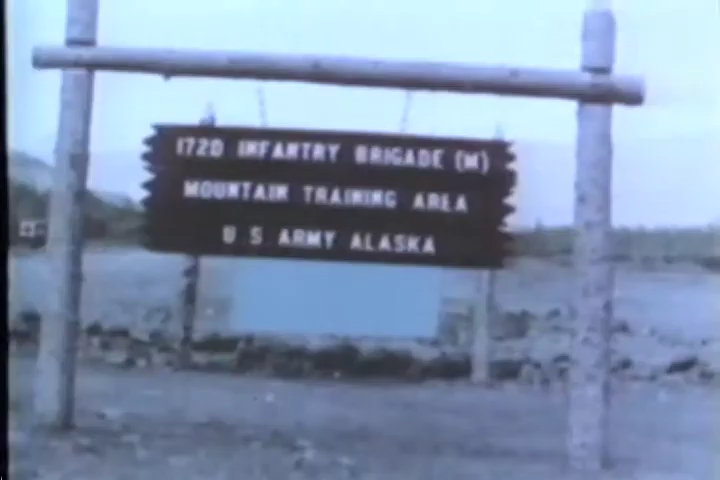 172D INFANTRY BRIGADE (M)
MOUNTAIN TRAINING AREA
U S ARMY ALASKA